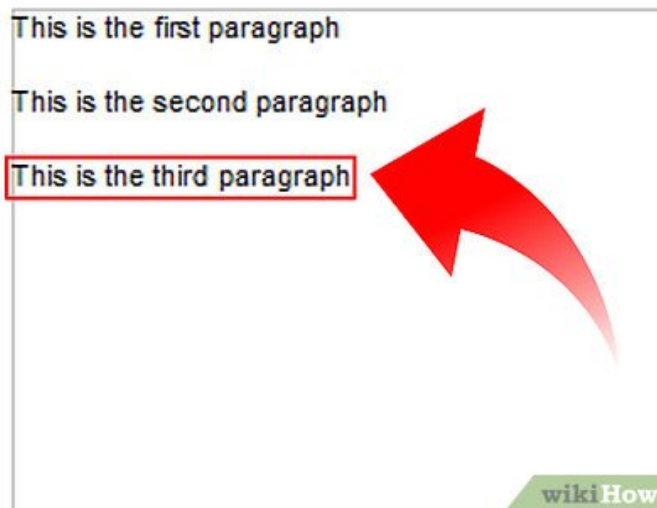 This is the first paragraph
This is the second paragraph
This is the third paragraph
wikiHow